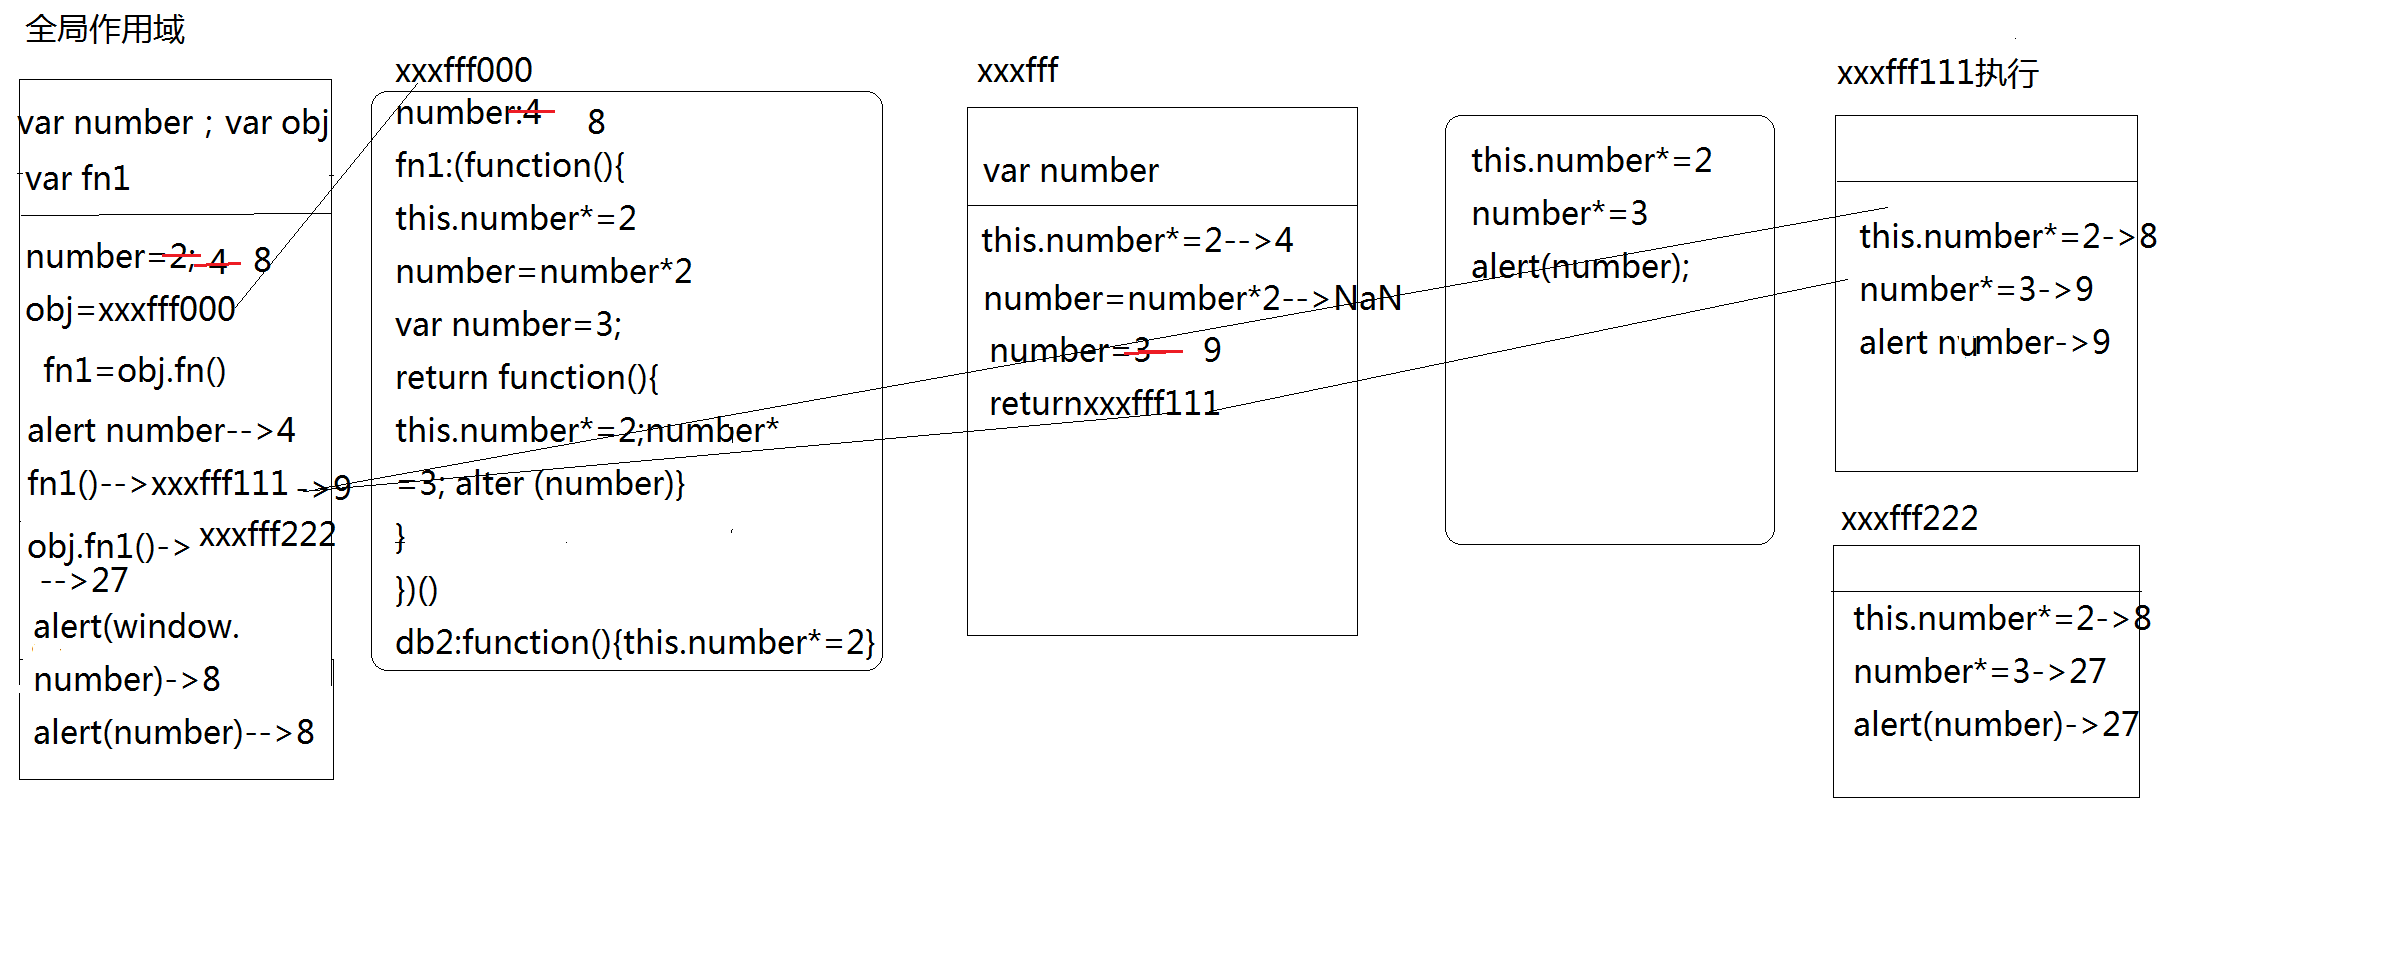 全局作用域
var number；var obj
var fn1
number=2; 4 8
obj=xxxfff000
fn1=obj.fn()
alert number-->4
fn1()-->xxxfff111 ->9
obj.fn1()-> xxxfff222
-->27
alert(window.
number)->8
alert(number)-->8
xxxfff000
number:4 8
fn1:(function(){
this.number*=2
number=number*2
var number=3;
return function(){
this.number*=2;number*
=3; alter (number)}
}
})()
db2:function(){this.number*=2}
xxxfff
var number
this.number*=2-->4
number=number*2-->NaN
number=3 9
returnxxxfff111
this.number*=2
number*=3
alert(number);
xxxfff111执行
this.number*=2->8
number*=3->9
alert number->9
xxxfff222
this.number*=2->8
number*=3->27
alert(number)->27